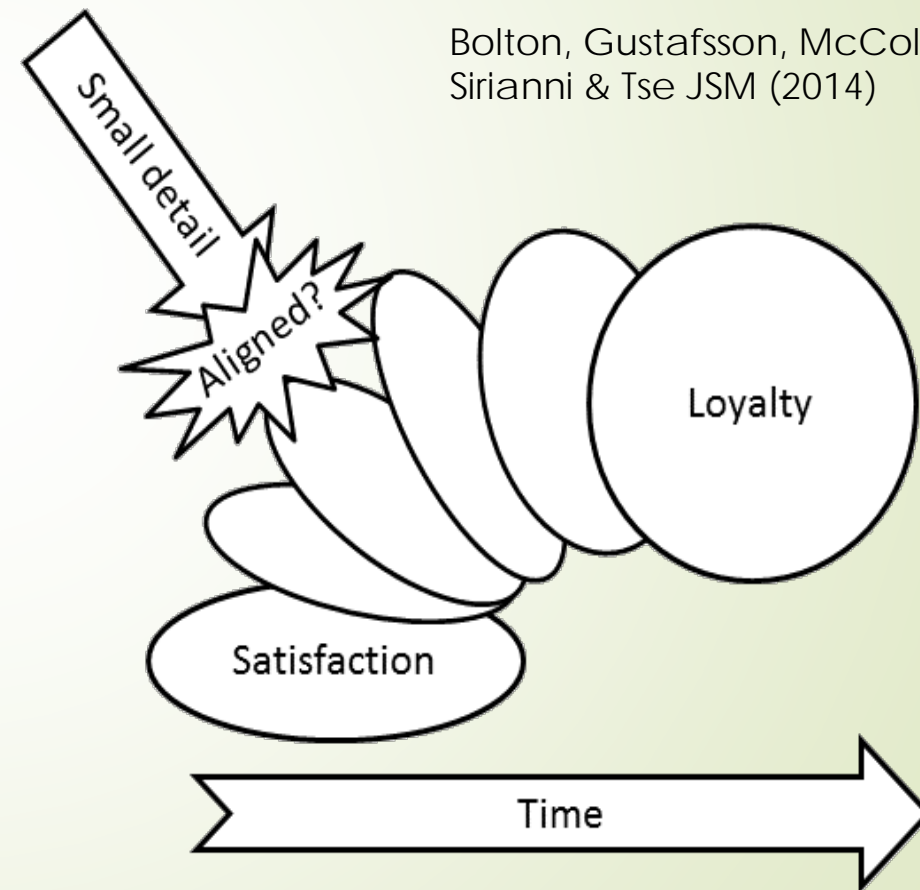 Bolton, Gustafsson, McCol
Sirianni & Tse JSM (2014)
Small detail
Aligned?
Loyalty
Satisfaction
Time